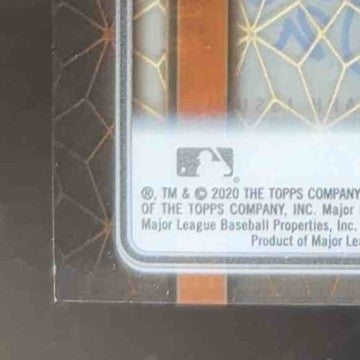 ®, TM & © 2020 THE TOPPS COMPANY
OF THE TOPPS COMPANY, INC. Major
Major League Baseball Properties, Inc.
Product of Major Le